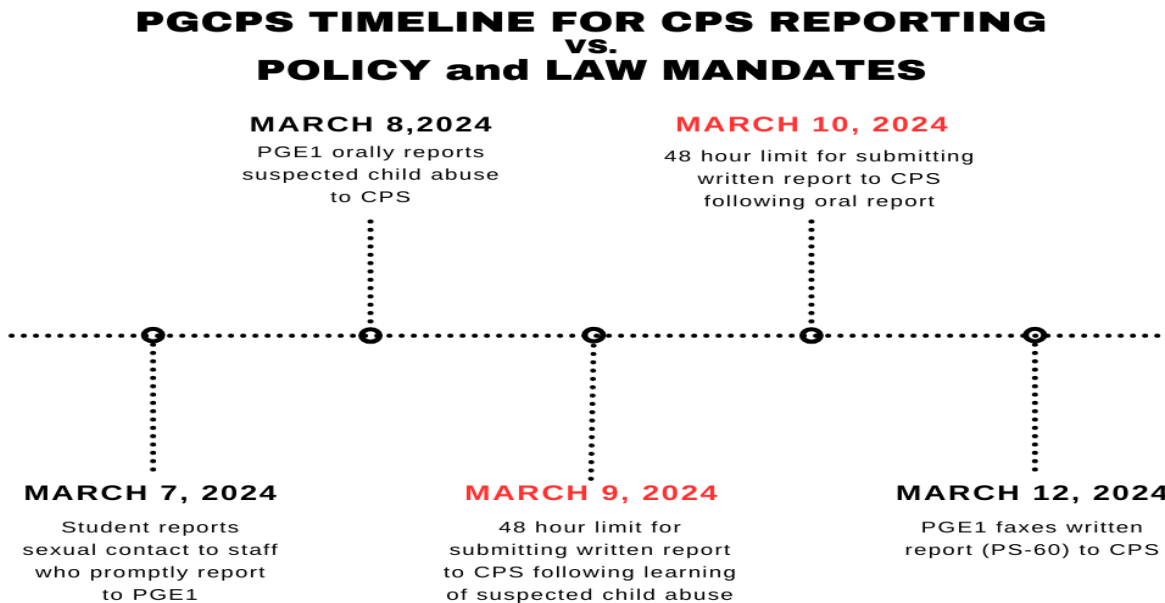 PGCPS TIMELINE FOR CPS REPORTING
vs.
POLICY and LAW MANDATES
MARCH 8,2024
PGE1 orally reports
suspected child abuse
to CPS
MARCH 10, 2024
48 hour limit for submitting
written report to CPS
following oral report
MARCH 7, 2024
Student reports
sexual contact to staff
who promptly report
to PGE1
MARCH 9, 2024
48 hour limit for
submitting written report
to CPS following learning
of suspected child abuse
MARCH 12, 2024
PGE1 faxes written
report (PS-60) to CPS